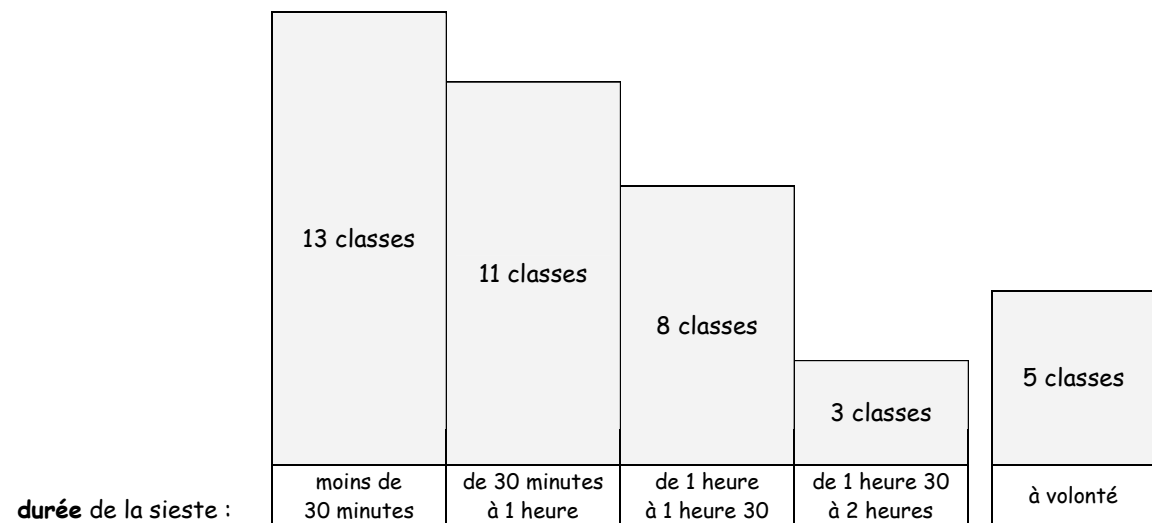 13 classes
11 classes
8 classes
3 classes
5 classes
durée de la sieste :
moins de
30 minutes
de 30 minutes
à 1 heure
de 1 heure
à 1 heure 30
de 1 heure 30
à 2 heures
à volonté